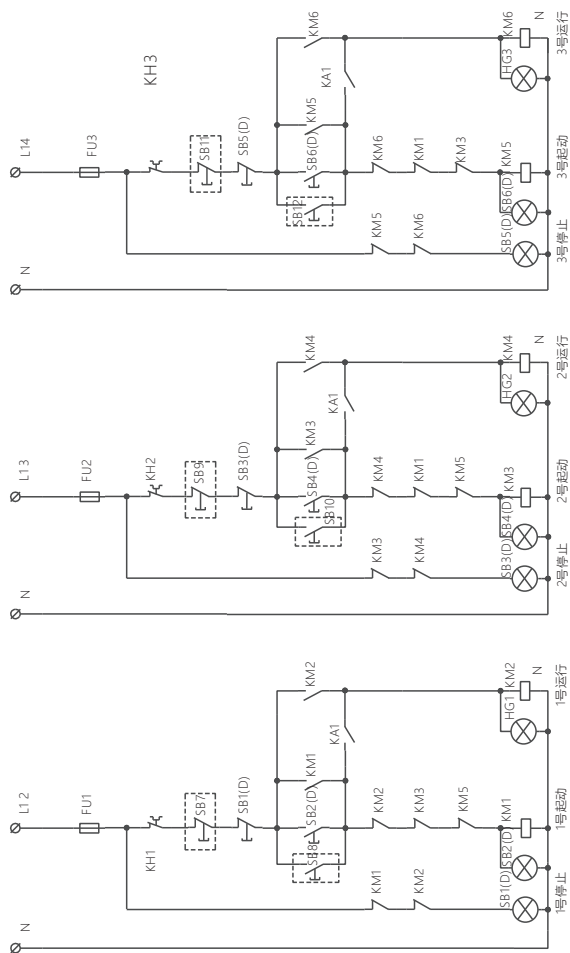 L14
N
FU3
KH3
SB11
SB5(D)
KM6
KM5
SB6(D)
SB12
KA1
KM6
KM1
KM3
KM5
KM6
KM6
N
HG3
KM5
SB6(D)
SB5(D)
3号运行
3号起动
3号停止
L13
N
FU2
KH2
SB9
SB3(D)
KM4
KM3
SB4(D)
SB10
KA1
KM4
KM1
KM5
KM3
KM4
KM4
N
HG2
KM3
SB4(D)
SB3(D)
2号运行
2号起动
2号停止
L12
N
FU1
KH1
SB7
SB1(D)
KM2
KM1
SB2(D)
SB8
KA1
KM2
KM3
KM5
KM1
KM2
KM2
N
HG1
KM1
SB2(D)
SB1(D)
1号运行
1号起动
1号停止